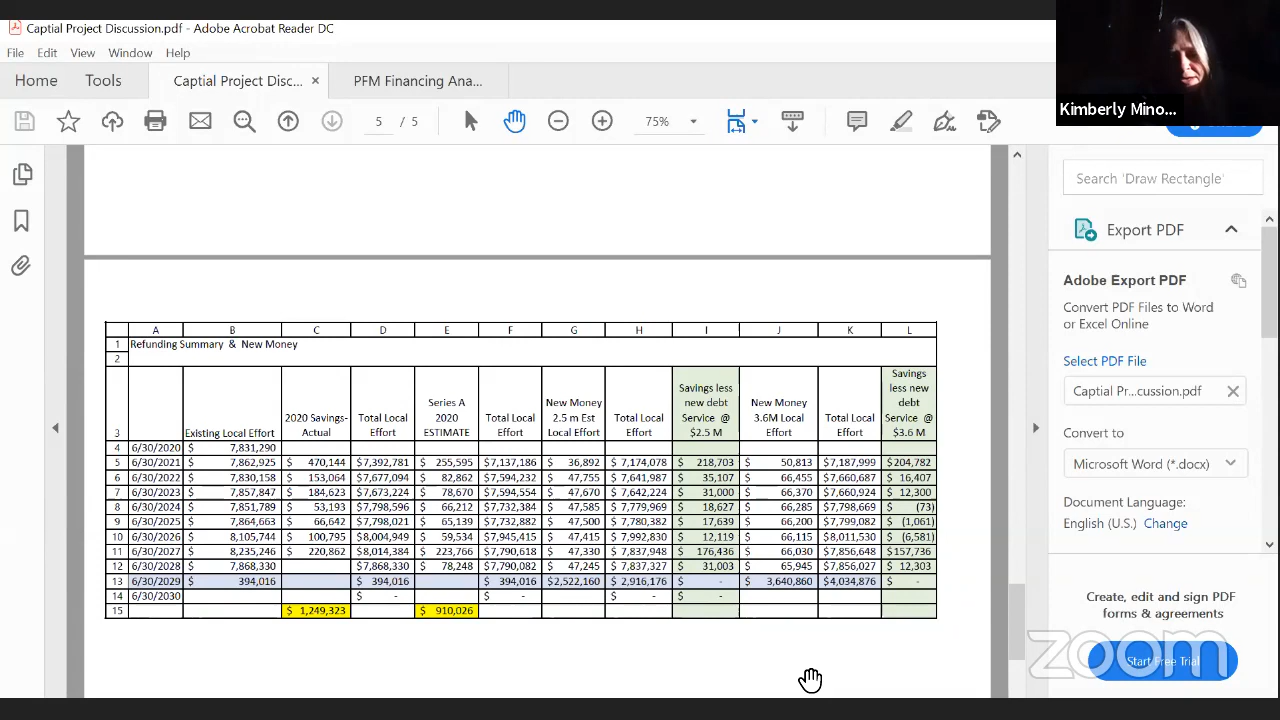 Captial Project Discussion.pdf - Adobe Acrobat Reader DC
File Edit View Window Help
Home Tools Captial Project Disc... × PFM Financing Ana...
5 / 5 75%
Kimberly Mino...
Search 'Draw Rectangle'
Export PDF
Adobe Export PDF
Convert PDF Files to Word
or Excel Online
Select PDF File
Captial Pr...cussion.pdf
Convert to
Microsoft Word (*.docx)
Document Language:
English (U.S.) Change
Create, edit and sign PDF
forms & agreements
Start Free Trial
zoom
A B C D E F G H I J K L
1 Refunding Summary & New Money
2
3 Existing Local Effort 2020 Savings- Actual Total Local Effort Series A 2020 ESTIMATE Total Local Effort New Money 2.5 m Est Local Effort Total Local Effort Savings less new debt Service @ $2.5 M New Money 3.6M Local Effort Total Local Effort Savings less new debt Service @ $3.6 M
4 6/30/2020 $ 7,831,290
5 6/30/2021 $ 7,862,925 $ 470,144 $7,392,781 $ 255,595 $7,137,186 $ 36,892 $ 7,174,078 $ 218,703 $ 50,813 $7,187,999 $204,782
6 6/30/2022 $ 7,830,158 $ 153,064 $7,677,094 $ 82,862 $7,594,232 $ 47,755 $ 7,641,987 $ 35,107 $ 66,455 $7,660,687 $ 16,407
7 6/30/2023 $ 7,857,847 $ 184,623 $7,673,224 $ 78,670 $7,594,554 $ 47,670 $ 7,642,224 $ 31,000 $ 66,370 $7,660,924 $ 12,300
8 6/30/2024 $ 7,851,789 $ 53,193 $7,798,596 $ 66,212 $7,732,384 $ 47,585 $ 7,779,969 $ 18,627 $ 66,285 $7,798,669 $ (73)
9 6/30/2025 $ 7,864,663 $ 66,642 $7,798,021 $ 65,139 $7,732,882 $ 47,500 $ 7,780,382 $ 17,639 $ 66,200 $7,799,082 $ (1,061)
10 6/30/2026 $ 8,105,744 $ 100,795 $8,004,949 $ 59,534 $7,945,415 $ 47,415 $ 7,992,830 $ 12,119 $ 66,115 $8,011,530 $ (6,581)
11 6/30/2027 $ 8,235,246 $ 220,862 $8,014,384 $ 223,766 $7,790,618 $ 47,330 $ 7,837,948 $ 176,436 $ 66,030 $7,856,648 $157,736
12 6/30/2028 $ 7,868,330 $7,868,330 $ 78,248 $7,790,082 $ 47,245 $ 7,837,327 $ 31,003 $ 65,945 $7,856,027 $ 12,303
13 6/30/2029 $ 394,016 $ 394,016 $ 394,016 $2,522,160 $ 2,916,176 $ - $ 3,640,860 $4,034,876 $ -
14 6/30/2030 $ - $ - $ - $ -
15 $ 1,249,323 $ 910,026